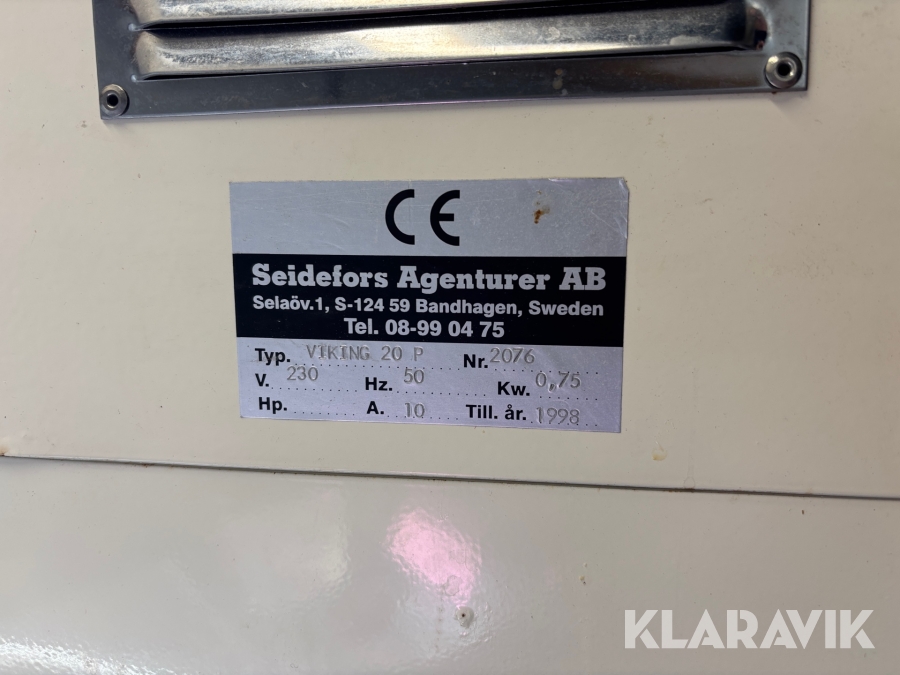 CE
Seidefors Agenturer AB
Selaöv.1, S-124 59 Bandhagen, Sweden
Tel. 08-99 04 75
Typ. VIKING 20 P Nr. 2076
V. 230 Hz. 50 Kw. 0,75
Hp. A. 10 Till. år. 1998
KLARAVIK